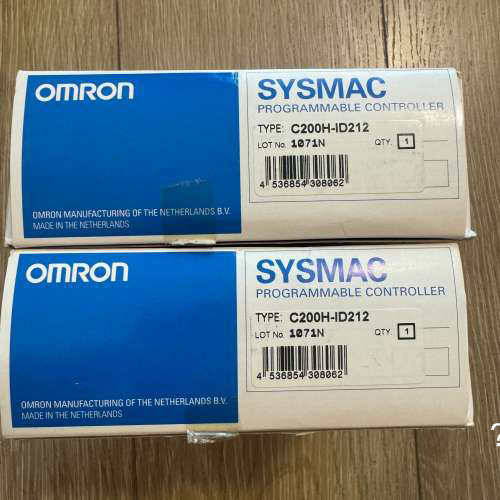 OMRON
SYSMAC
PROGRAMMABLE CONTROLLER
TYPE: C200H-ID212
LOT No. 1071N QTY. 1
4 536854 308062
OMRON MANUFACTURING OF THE NETHERLANDS B.V.
MADE IN THE NETHERLANDS
OMRON
SYSMAC
PROGRAMMABLE CONTROLLER
TYPE: C200H-ID212
LOT No. 1071N QTY. 1
4 536854 308062
OMRON MANUFACTURING OF THE NETHERLANDS B.V.
MADE IN THE NETHERLANDS